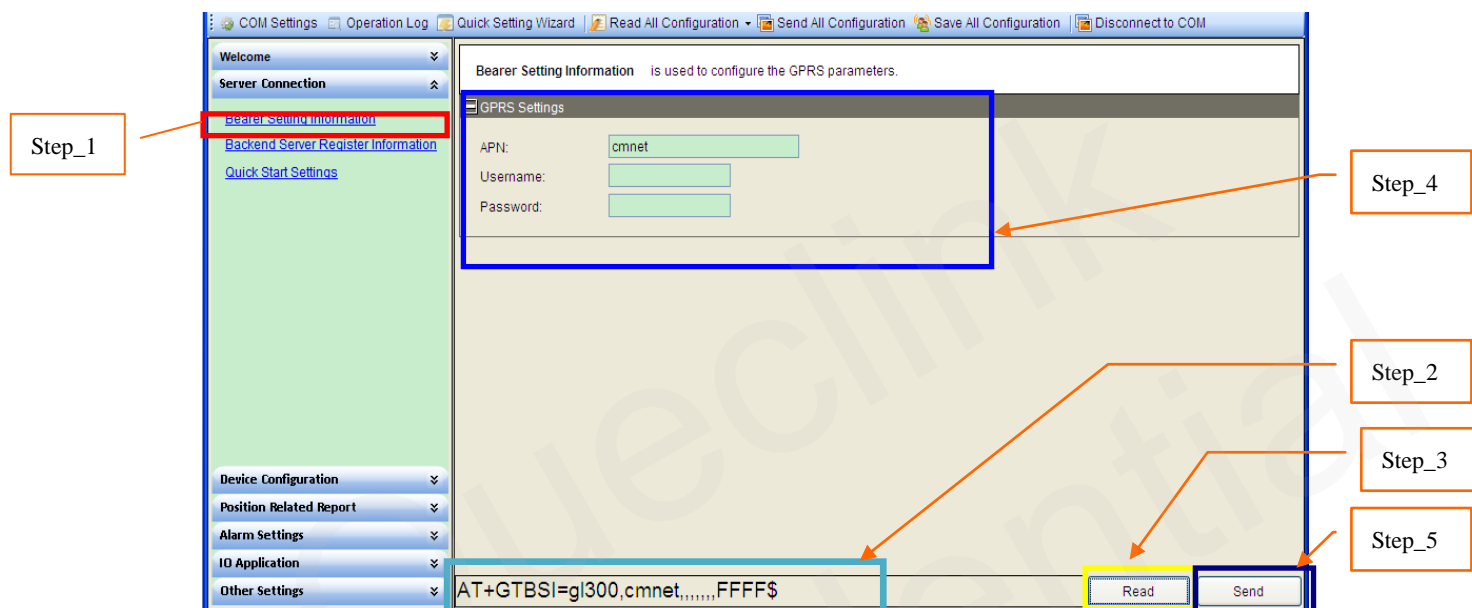 COM Settings Operation Log Quick Setting Wizard Read All Configuration Send All Configuration Save All Configuration Disconnect to COM
Welcome
Server Connection
Bearer Setting Information
Backend Server Register Information
Quick Start Settings
Device Configuration
Position Related Report
Alarm Settings
IO Application
Other Settings
Bearer Setting Information is used to configure the GPRS parameters.
GPRS Settings
APN: cmnet
Username:
Password:
AT+GTBSI=gl300,cmnet,,,,,,,FFFF$
Read
Send
Step_1
Step_4
Step_2
Step_3
Step_5
ueclink
ential